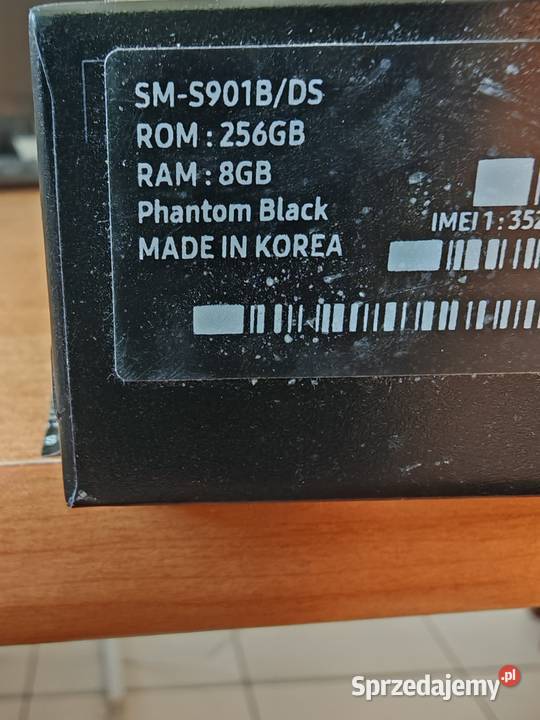 SM-S901B/DS
ROM : 256GB
RAM : 8GB
Phantom Black
IMEI 1 : 352
MADE IN KOREA
Sprzedajemy.pl